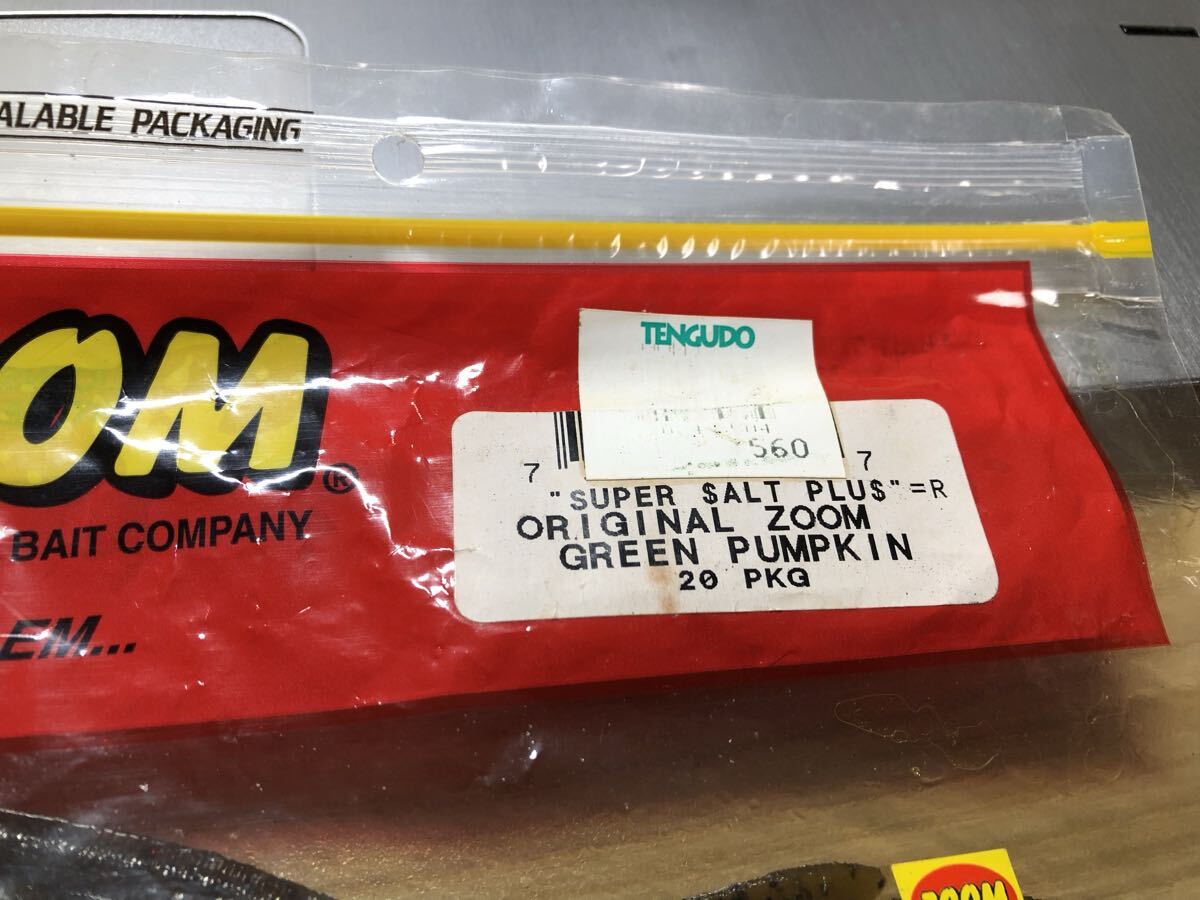 ALABLE PACKAGING
OM®
BAIT COMPANY
EM...
TENGUDO
560
7 7
"SUPER $ALT PLU$" =R
ORIGINAL ZOOM
GREEN PUMPKIN
20 PKG
ZOOM